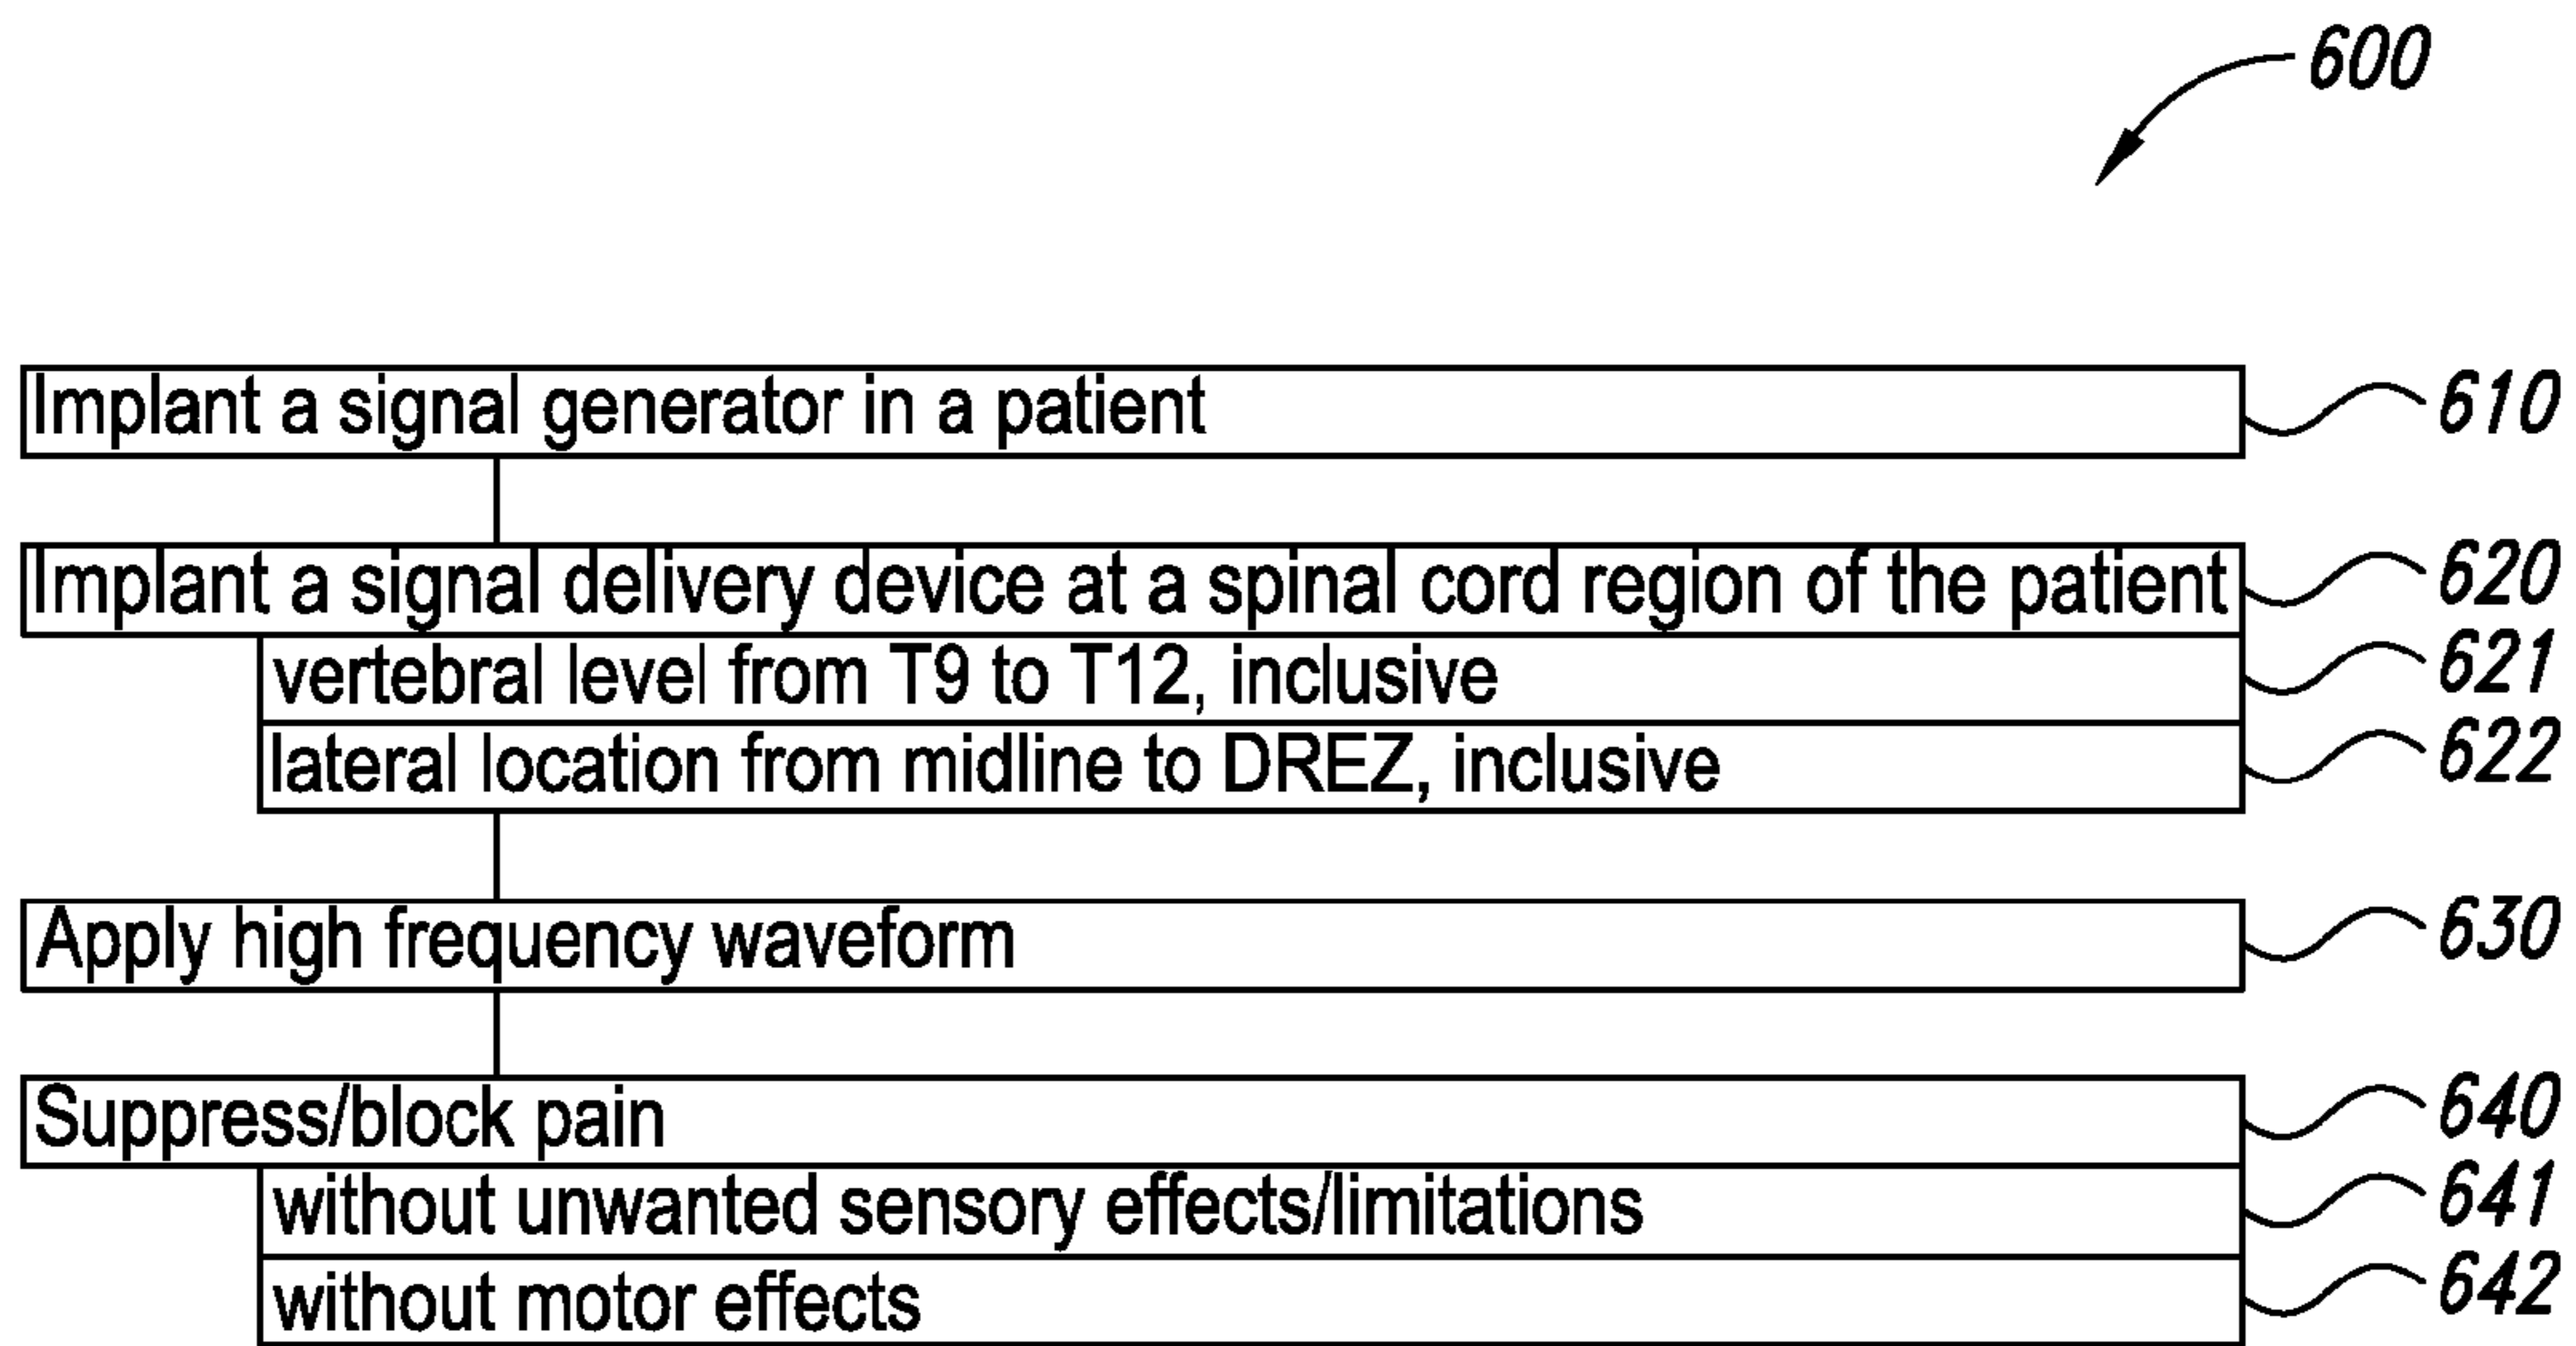 600
Implant a signal generator in a patient 610
Implant a signal delivery device at a spinal cord region of the patient 620
vertebral level from T9 to T12, inclusive 621
lateral location from midline to DREZ, inclusive 622
Apply high frequency waveform 630
Suppress/block pain 640
without unwanted sensory effects/limitations 641
without motor effects 642